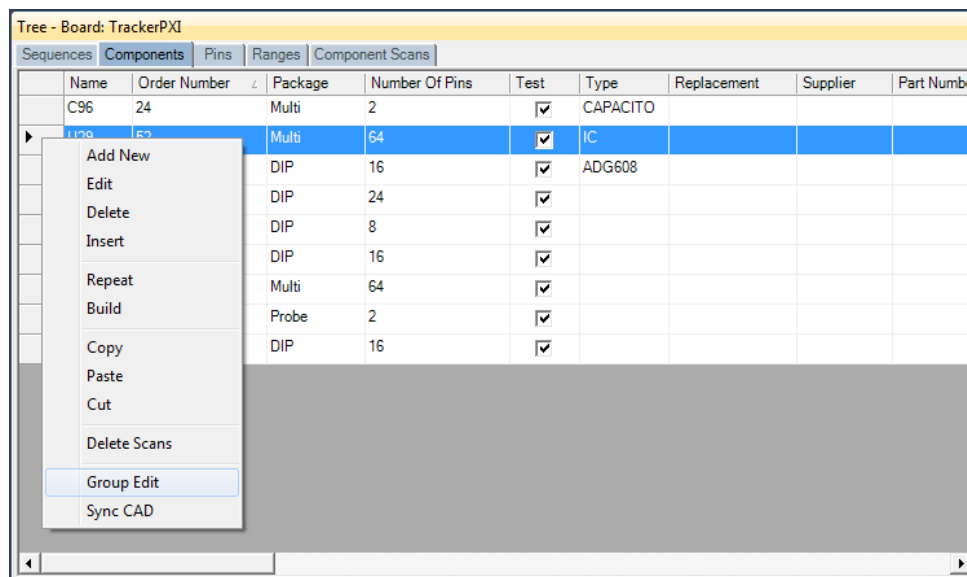 Tree - Board: TrackerPXI
Sequences Components Pins Ranges Component Scans
Name Order Number Package Number Of Pins Test Type Replacement Supplier Part Numbe
C96 24 Multi 2 CAPACITO
U29 52 Multi 64 IC
DIP 16 ADG608
DIP 24
DIP 8
DIP 16
Multi 64
Probe 2
DIP 16
Add New
Edit
Delete
Insert
Repeat
Build
Copy
Paste
Cut
Delete Scans
Group Edit
Sync CAD